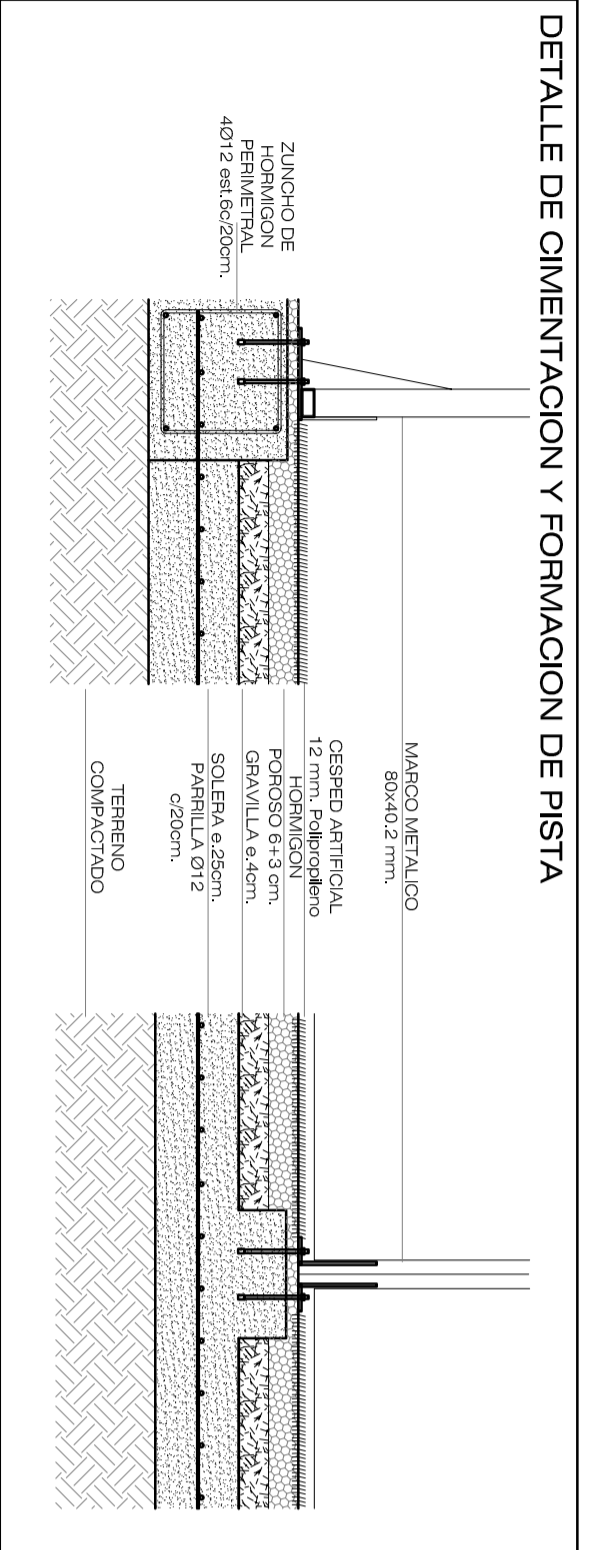 DETALLE DE CIMENTACION Y FORMACION DE PISTA
ZUNCHO DE
HORMIGON
PERIMETRAL
4Ø12 est.6c/20cm.
MARCO METALICO
80x40.2 mm.
CESPED ARTIFICIAL
12 mm. Polipropileno
HORMIGON
POROSO 6+3 cm.
GRAVILLA e.4cm.
SOLERA e.25cm.
PARRILLA Ø12
c/20cm.
TERRENO
COMPACTADO